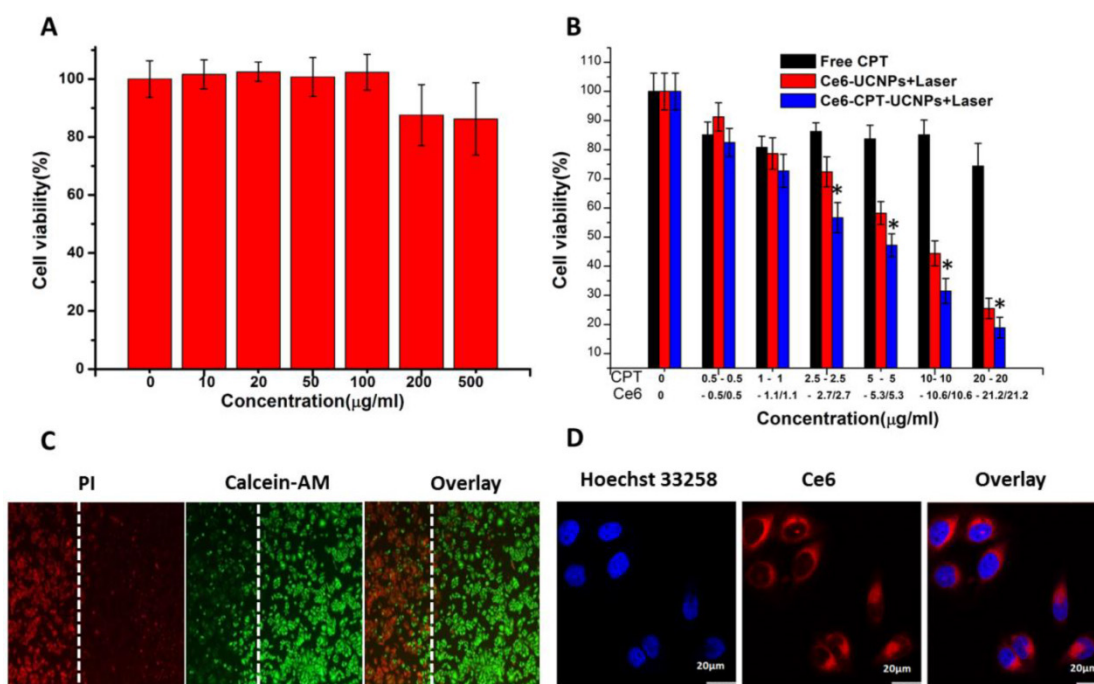 A
Cell viability(%)
120
100
80
60
40
20
0
0 10 20 50 100 200 500
Concentration(μg/ml)
B
Free CPT
Ce6-UCNPs+Laser
Ce6-CPT-UCNPs+Laser
Cell viability(%)
110
100
90
80
70
60
50
40
30
20
10
* * * *
CPT 0 0.5 - 0.5 1 - 1 2.5 - 2.5 5 - 5 10- 10 20 - 20
Ce6 0 - 0.5/0.5 - 1.1/1.1 - 2.7/2.7 - 5.3/5.3 - 10.6/10.6 - 21.2/21.2
Concentration(μg/ml)
C
PI Calcein-AM Overlay
D
Hoechst 33258 Ce6 Overlay
20μm 20μm 20μm